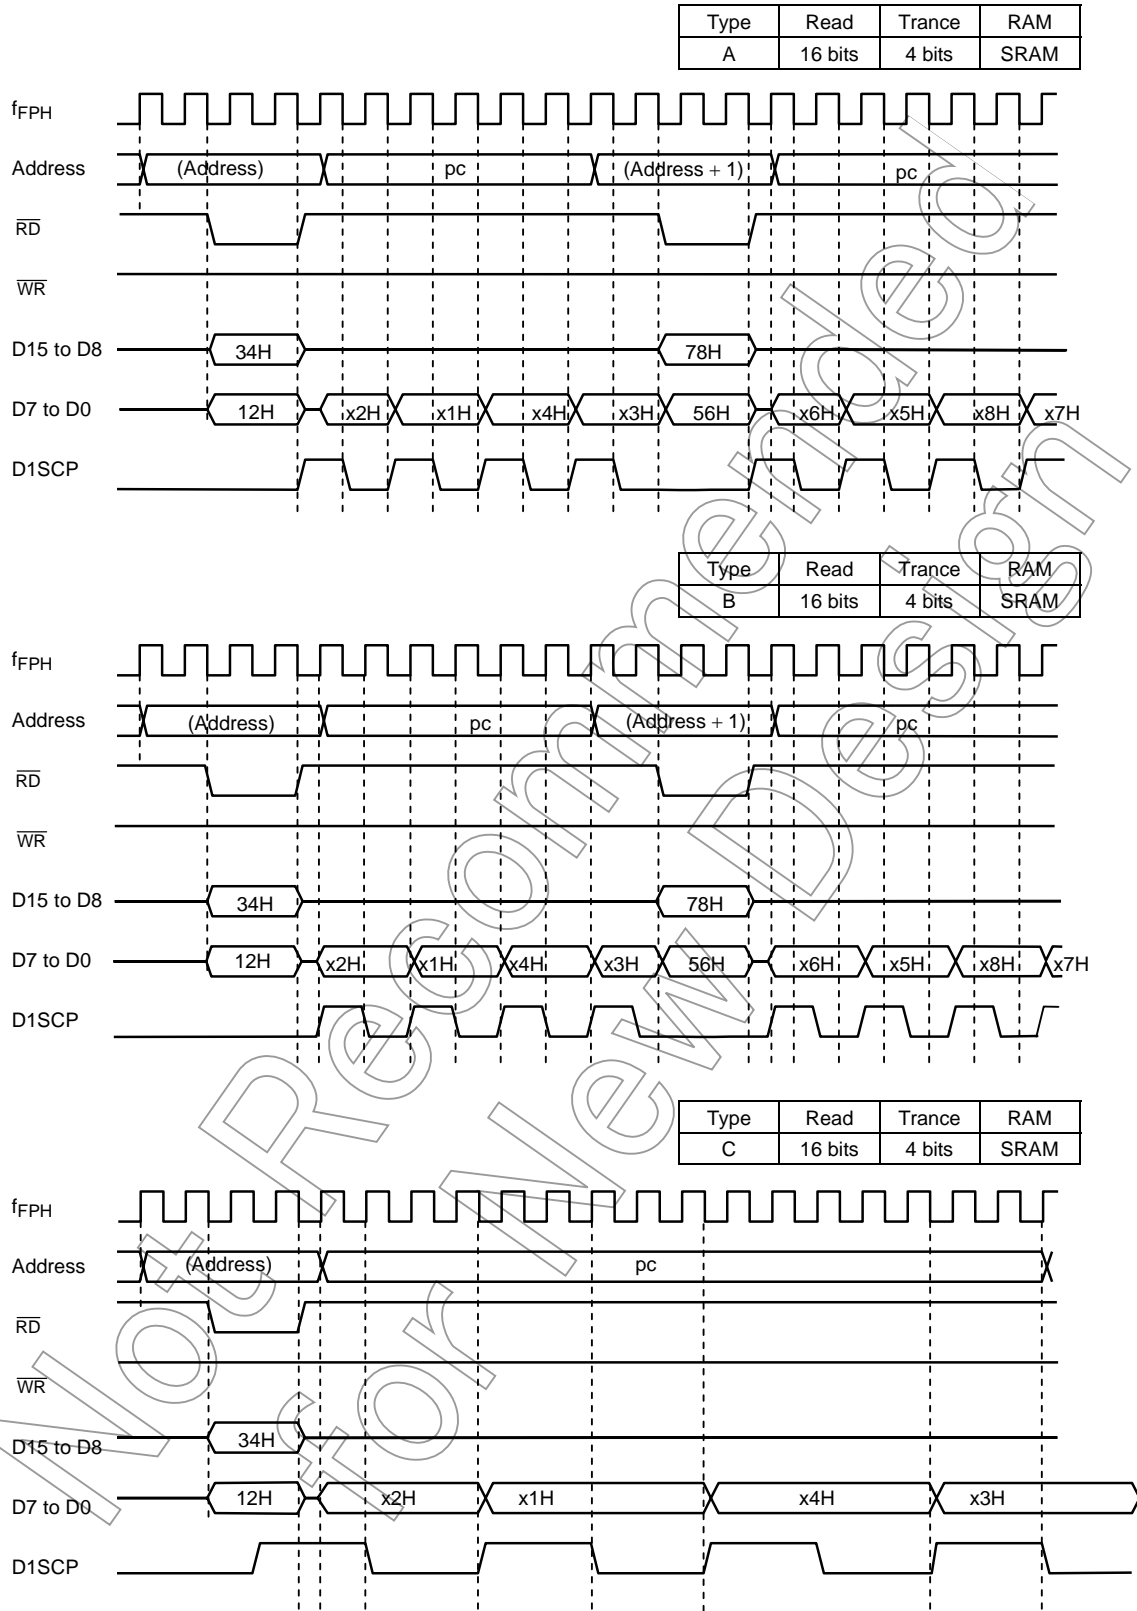 Type Read Trance RAM
A 16 bits 4 bits SRAM
fFPH
Address (Address) pc (Address + 1) pc
RD
WR
D15 to D8 34H 78H
D7 to D0 12H x2H x1H x4H x3H 56H x6H x5H x8H x7H
D1SCP
Type Read Trance RAM
B 16 bits 4 bits SRAM
fFPH
Address (Address) pc (Address + 1) pc
RD
WR
D15 to D8 34H 78H
D7 to D0 12H x2H x1H x4H x3H 56H x6H x5H x8H x7H
D1SCP
Type Read Trance RAM
C 16 bits 4 bits SRAM
fFPH
Address (Address) pc
RD
WR
D15 to D8 34H
D7 to D0 12H x2H x1H x4H x3H
D1SCP
Not Recommended
for New Design